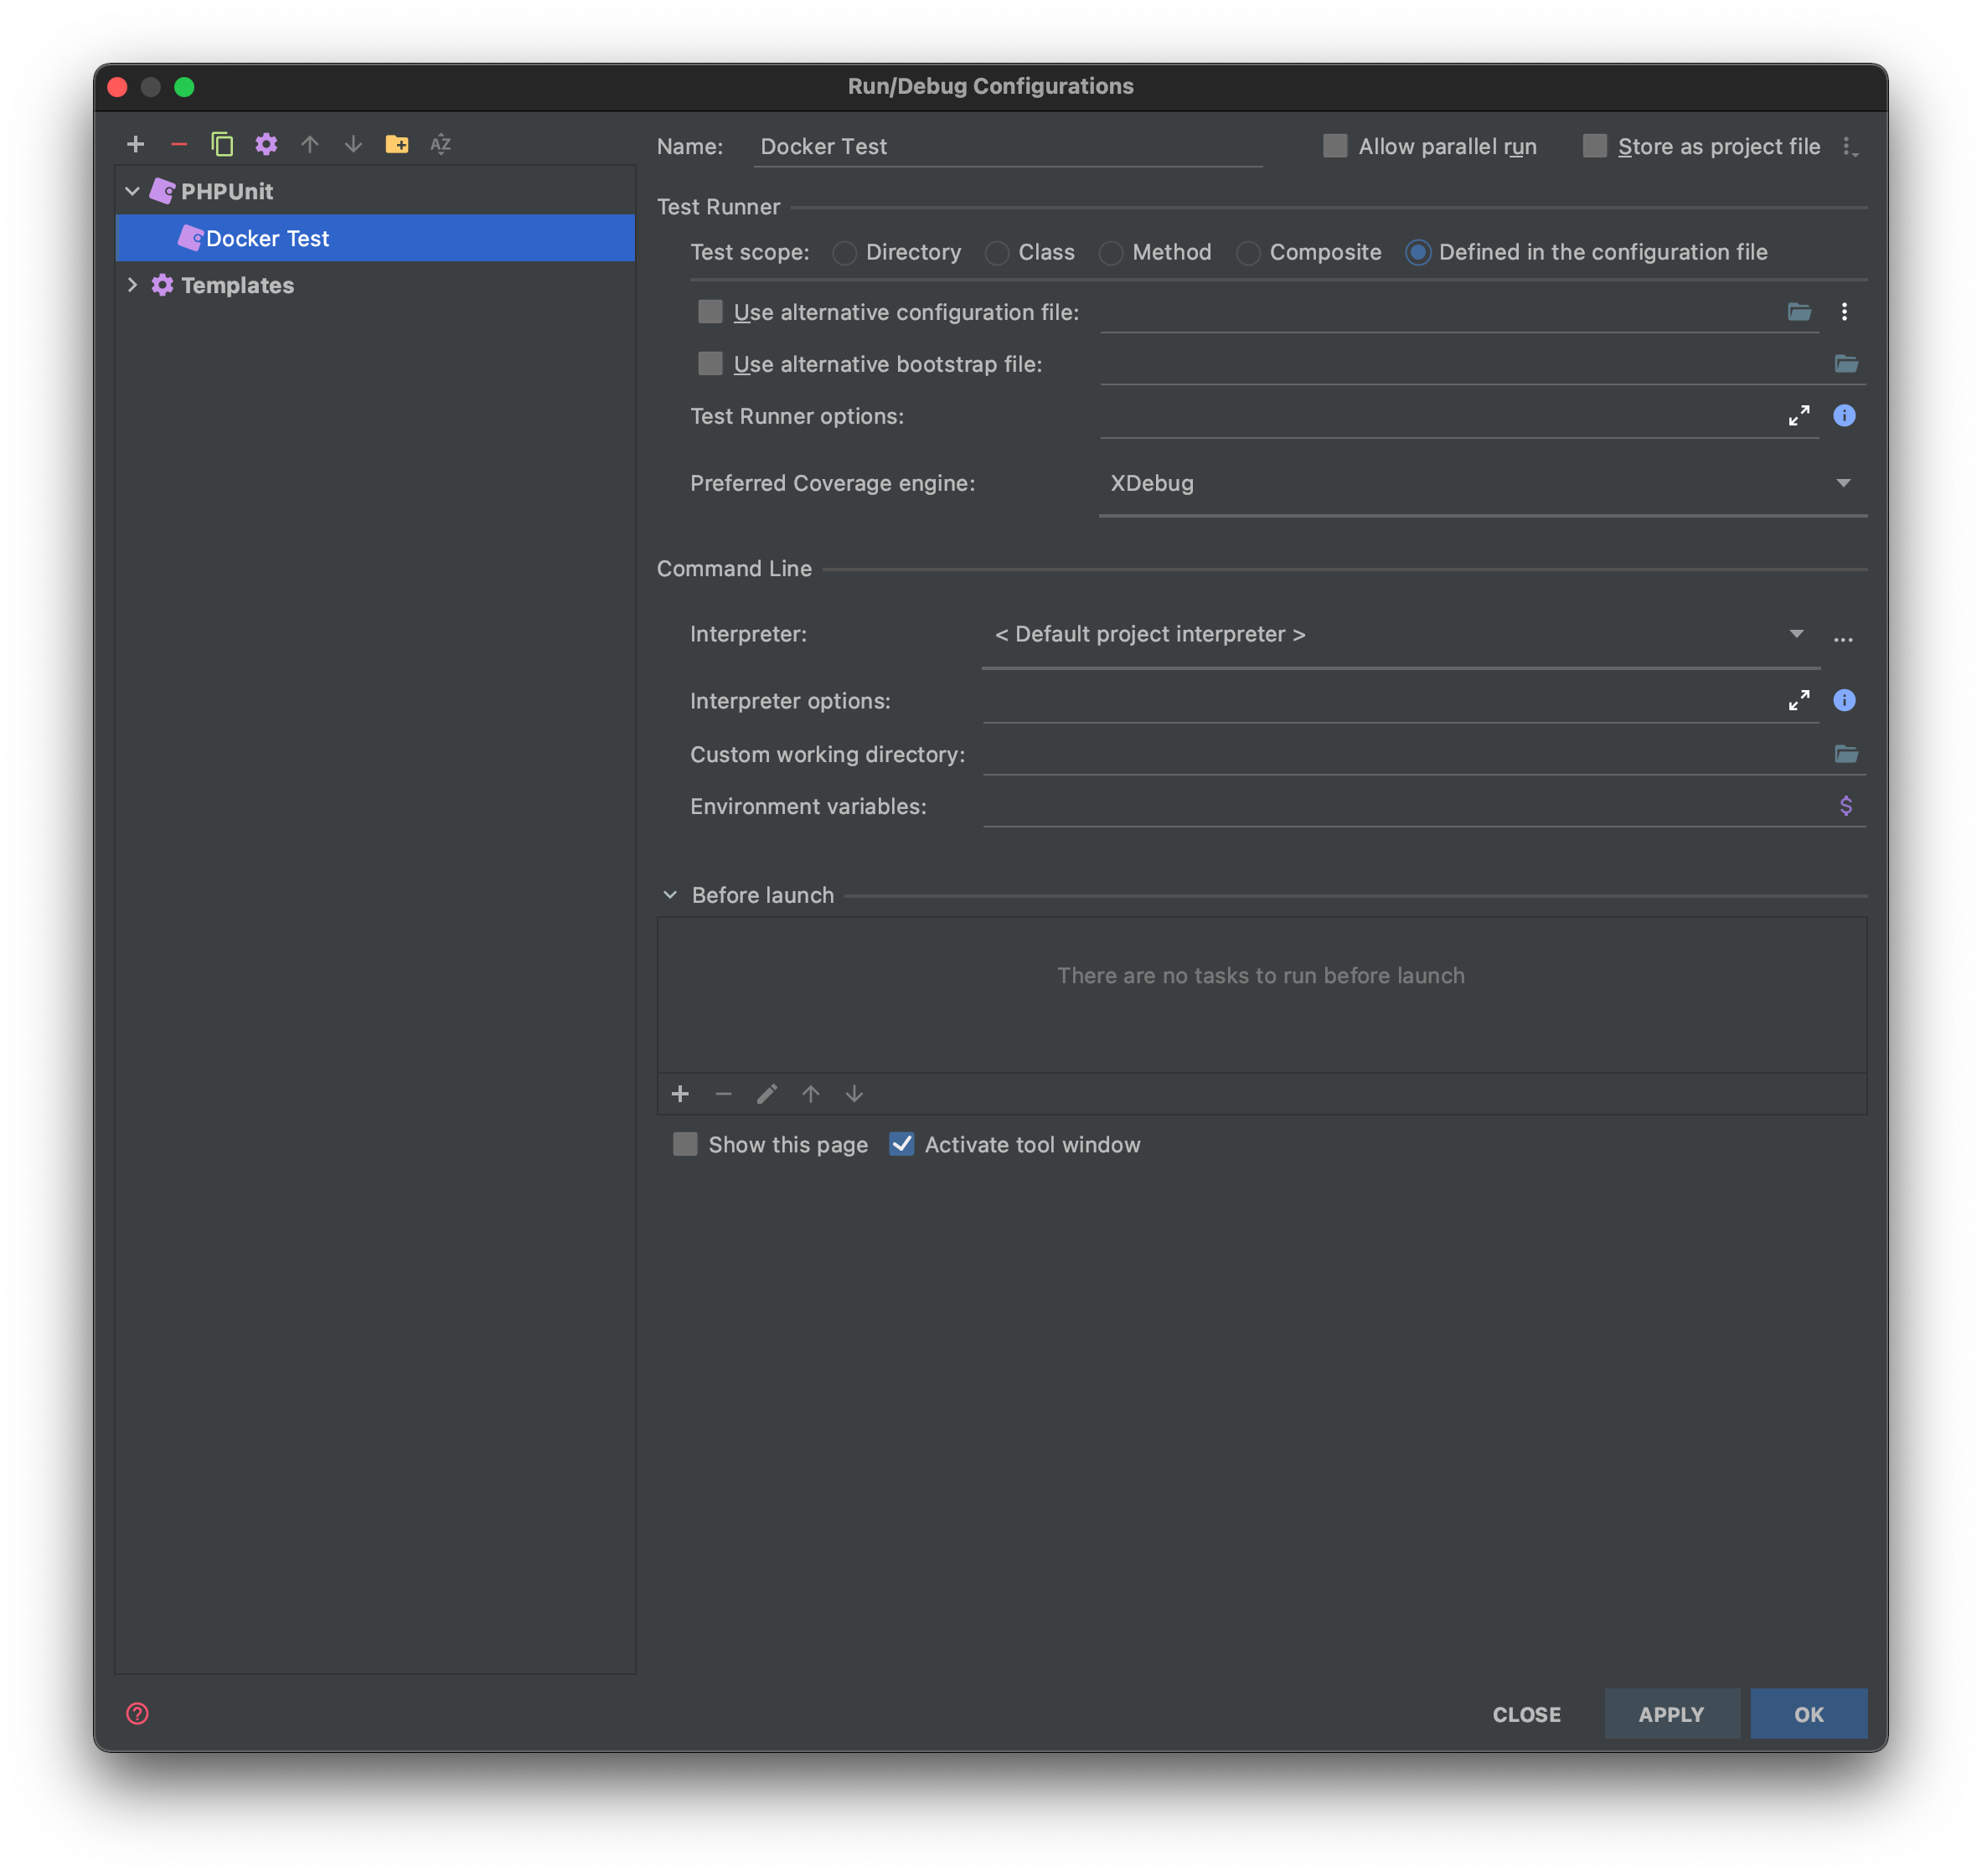 Run/Debug Configurations
AZ
PHPUnit
Docker Test
Templates
Name: Docker Test Allow parallel run Store as project file
Test Runner
Test scope: Directory Class Method Composite Defined in the configuration file
Use alternative configuration file:
Use alternative bootstrap file:
Test Runner options:
Preferred Coverage engine: XDebug
Command Line
Interpreter: < Default project interpreter > ...
Interpreter options:
Custom working directory:
Environment variables: $
Before launch
There are no tasks to run before launch
Show this page Activate tool window
? CLOSE APPLY OK